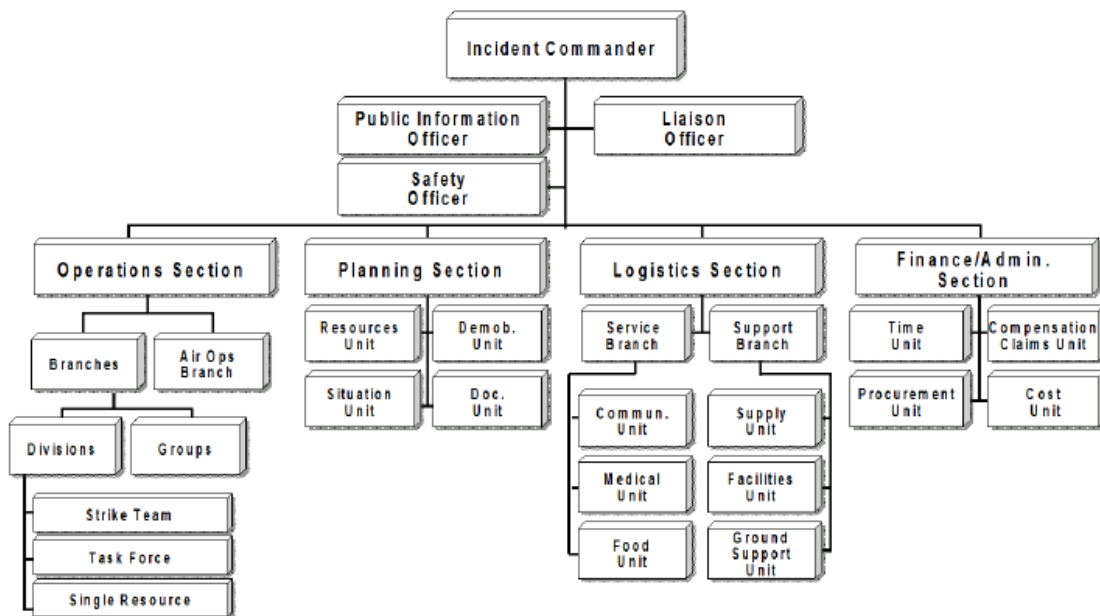 Incident Commander
Public Information
Officer
Liaison
Officer
Safety
Officer
Operations Section
Planning Section
Logistics Section
Finance/Admin.
Section
Branches
Air Ops
Branch
Divisions
Groups
Strike Team
Task Force
Single Resource
Resources
Unit
Demob.
Unit
Situation
Unit
Doc.
Unit
Service
Branch
Support
Branch
Commun.
Unit
Supply
Unit
Medical
Unit
Facilities
Unit
Food
Unit
Ground
Support
Unit
Time
Unit
Compensation
Claims Unit
Procurement
Unit
Cost
Unit